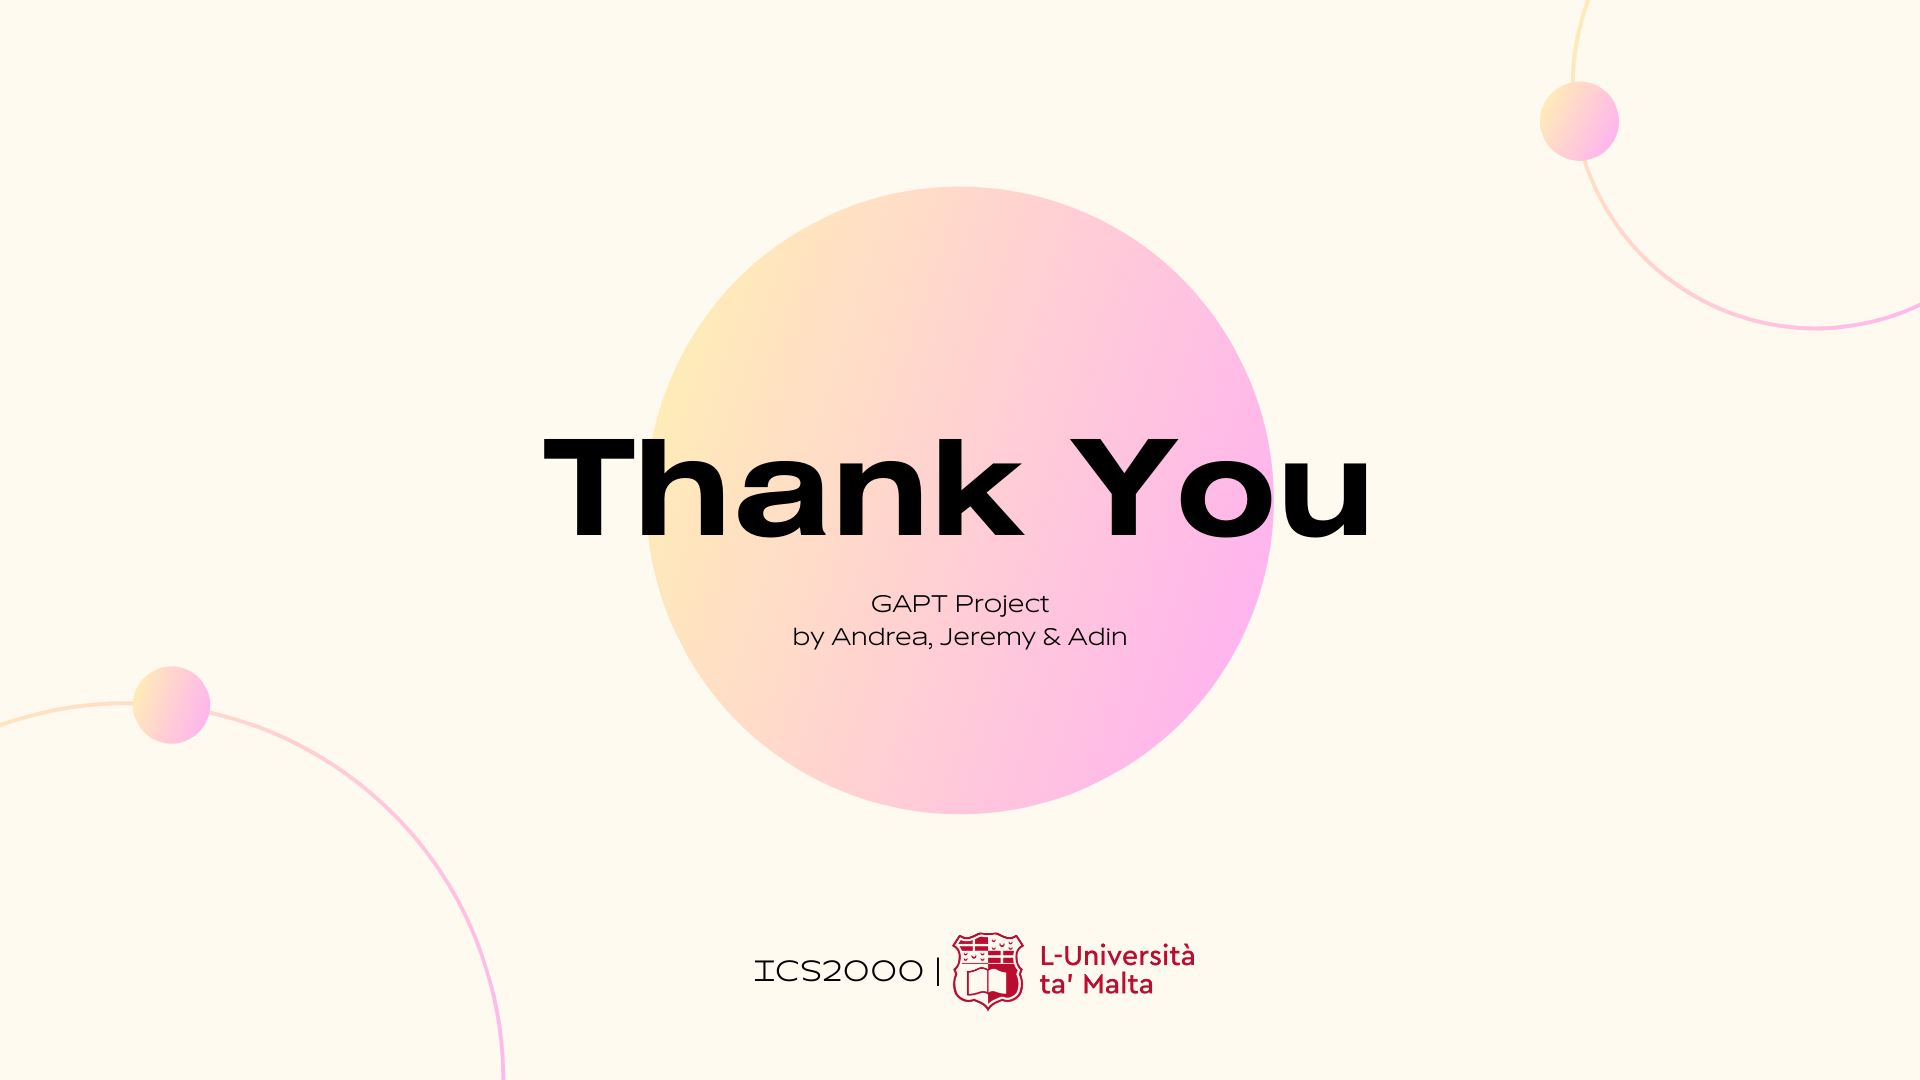 Thank You
GAPT Project
by Andrea, Jeremy & Adin
ICS2000 |
L-Università
ta' Malta